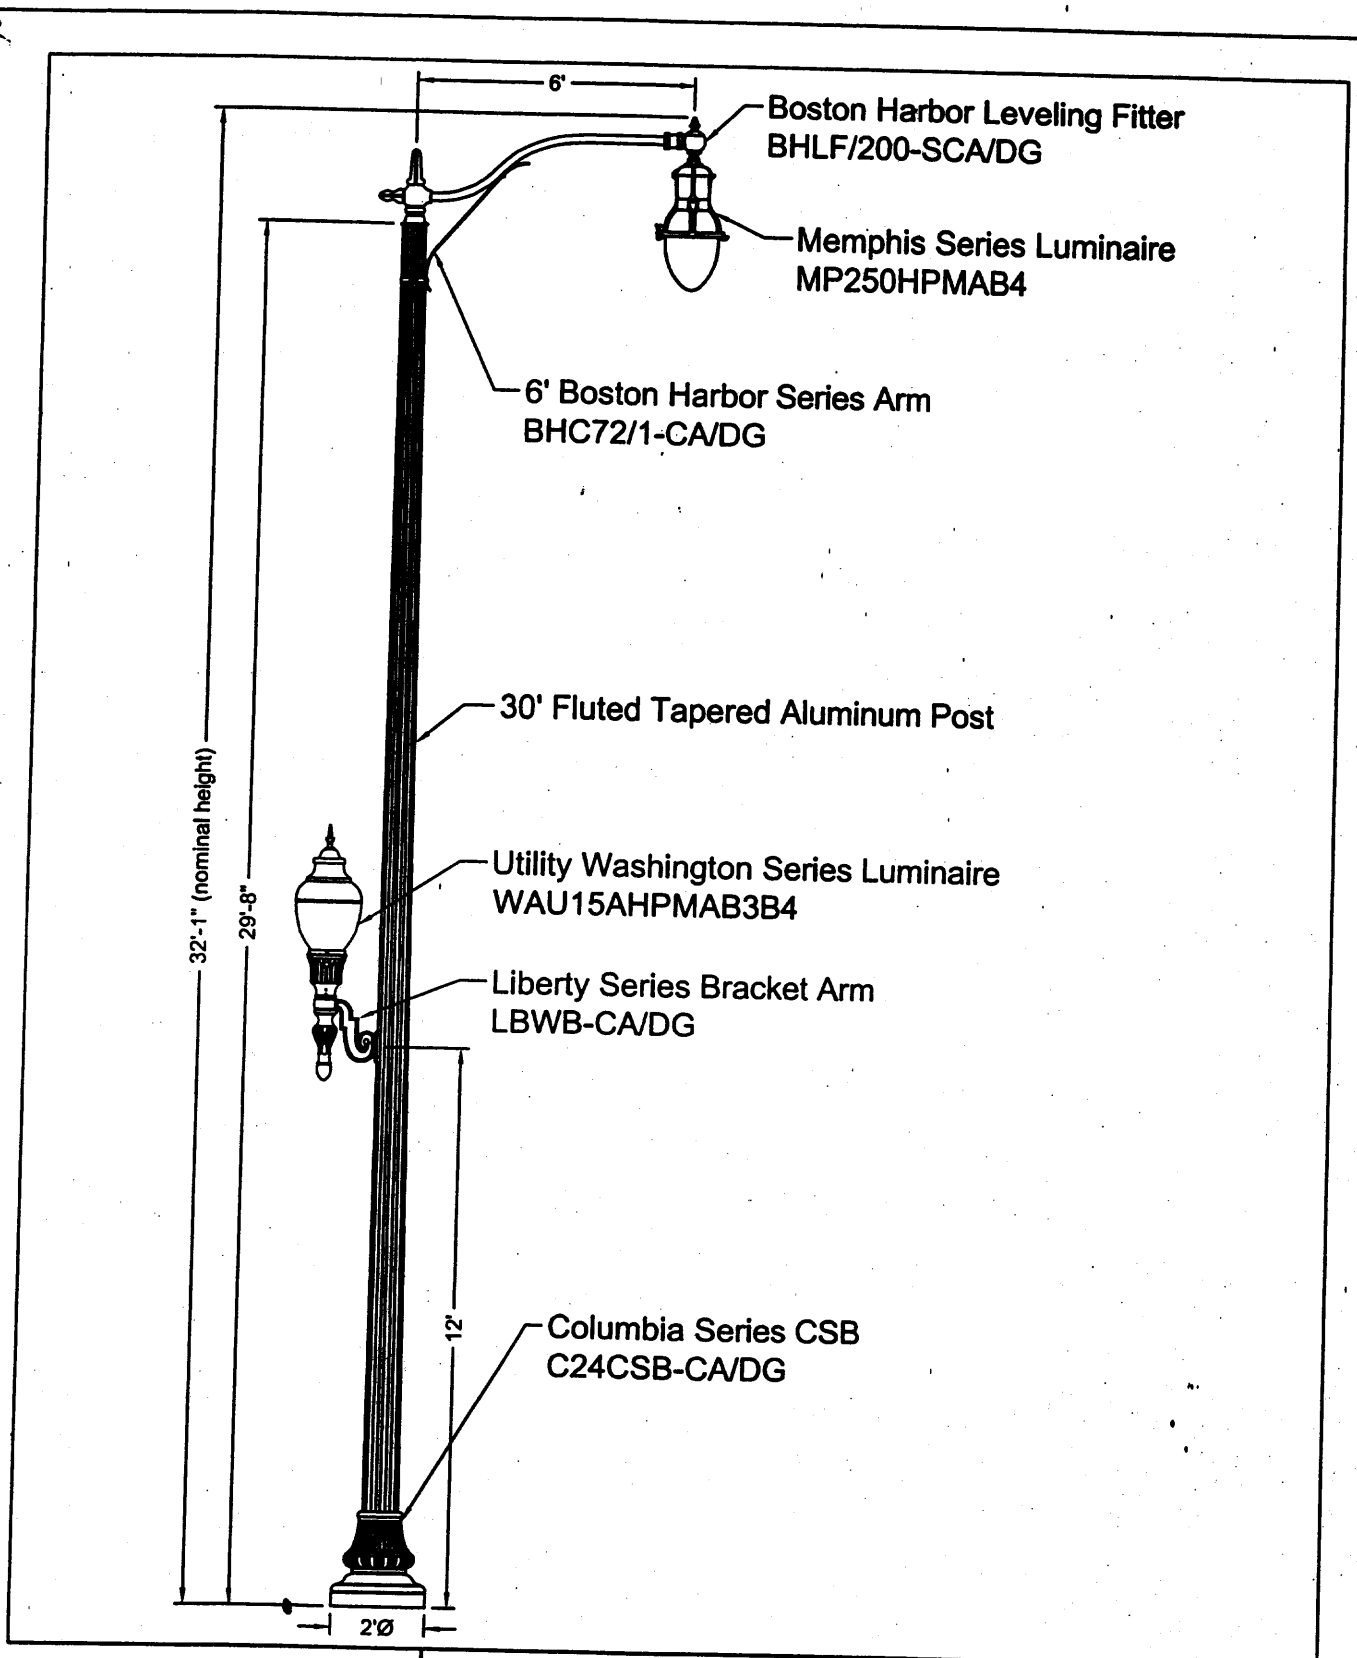 6'
Boston Harbor Leveling Fitter
BHLF/200-SCA/DG
Memphis Series Luminaire
MP250HPMAB4
6' Boston Harbor Series Arm
BHC72/1-CA/DG
30' Fluted Tapered Aluminum Post
32'-1" (nominal height)
29'-8"
Utility Washington Series Luminaire
WAU15AHPMAB3B4
Liberty Series Bracket Arm
LBWB-CA/DG
12'
Columbia Series CSB
C24CSB-CA/DG
2'Ø